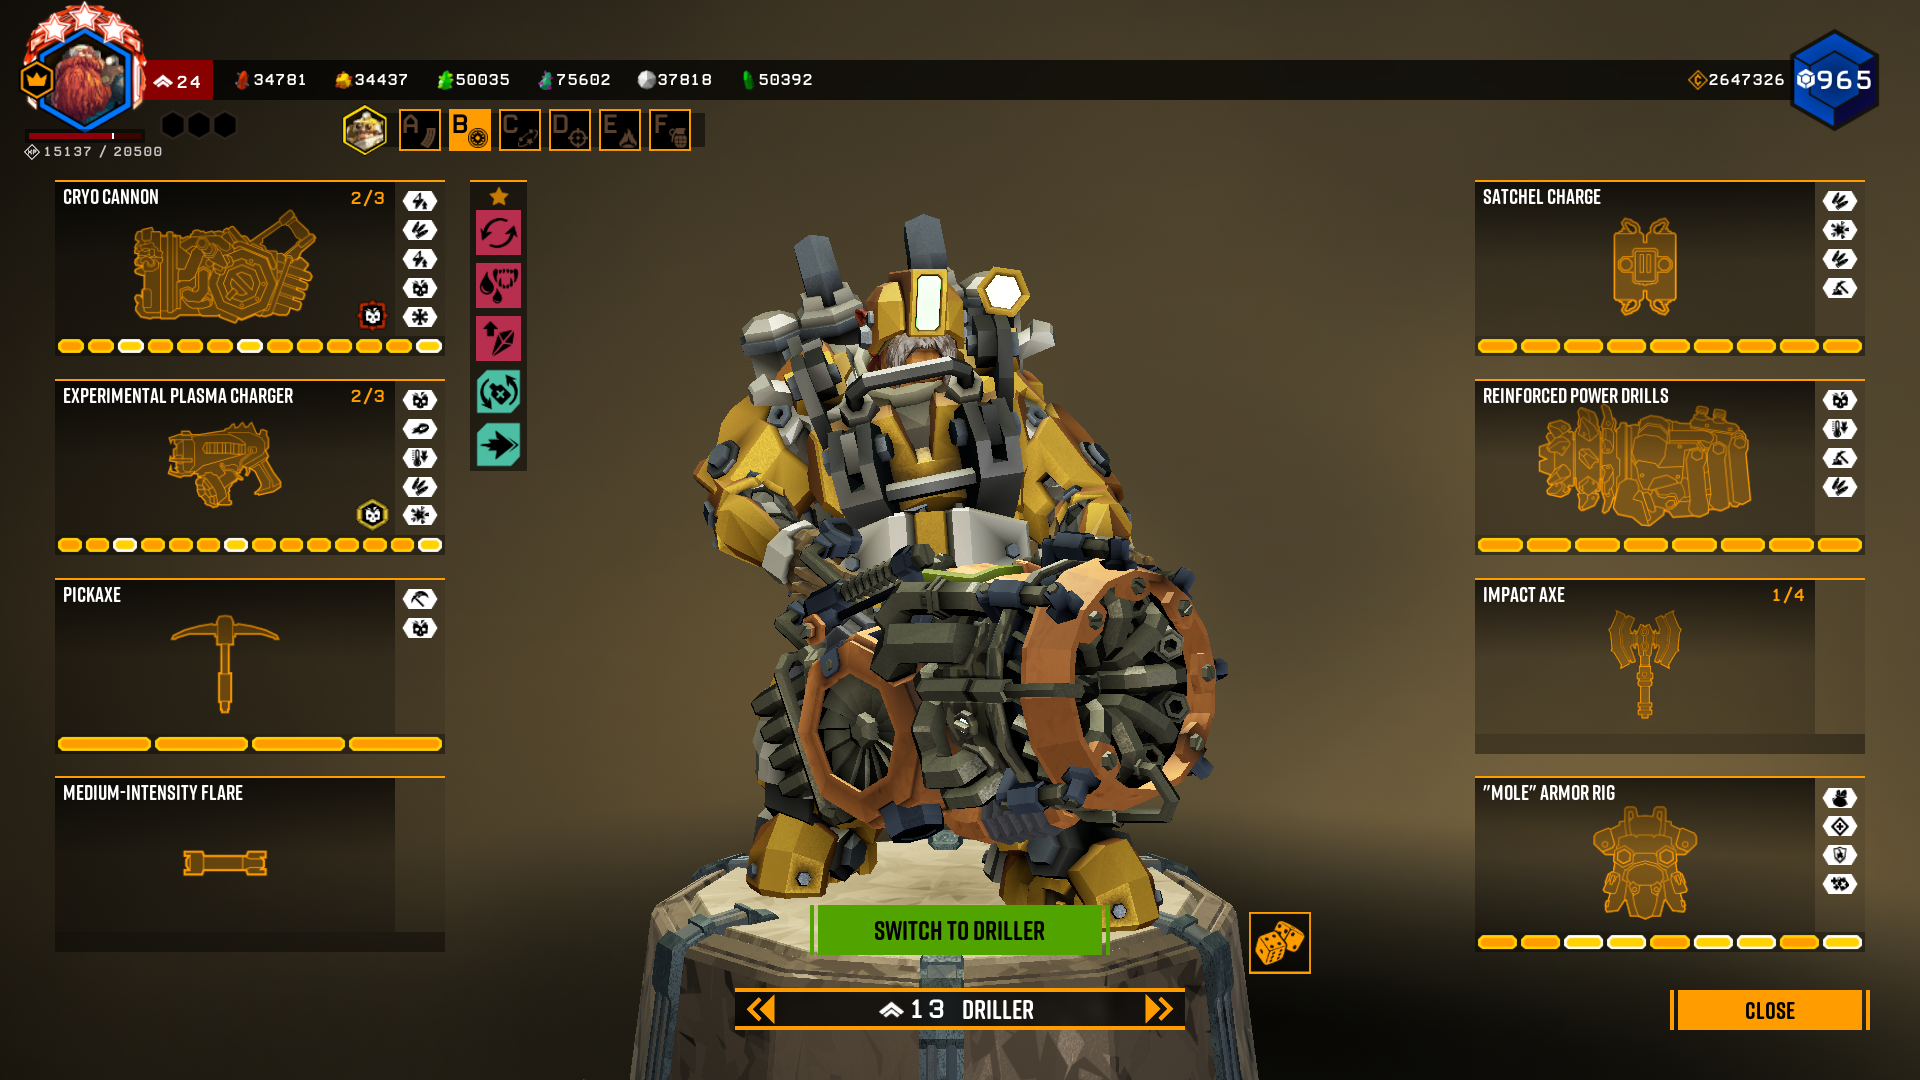 24
34781
34437
50035
75602
37818
50392
2647326
965
15137 / 20500
A
B
C
D
E
F
CRYO CANNON
2/3
EXPERIMENTAL PLASMA CHARGER
2/3
PICKAXE
MEDIUM-INTENSITY FLARE
SATCHEL CHARGE
REINFORCED POWER DRILLS
IMPACT AXE
1/4
"MOLE" ARMOR RIG
SWITCH TO DRILLER
13 DRILLER
CLOSE